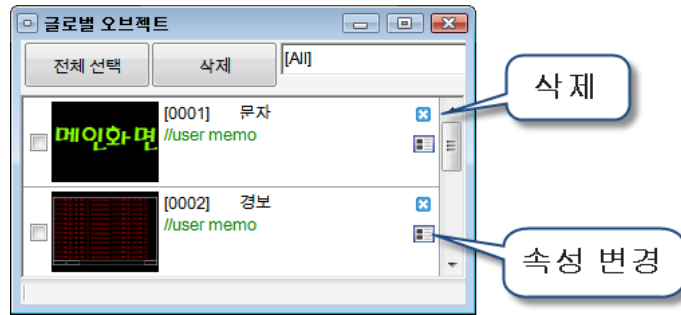 글로벌 오브젝트
전체 선택
삭제
[All]
삭제
[0001] 문자
//user memo
메인화면
[0002] 경보
//user memo
속성 변경